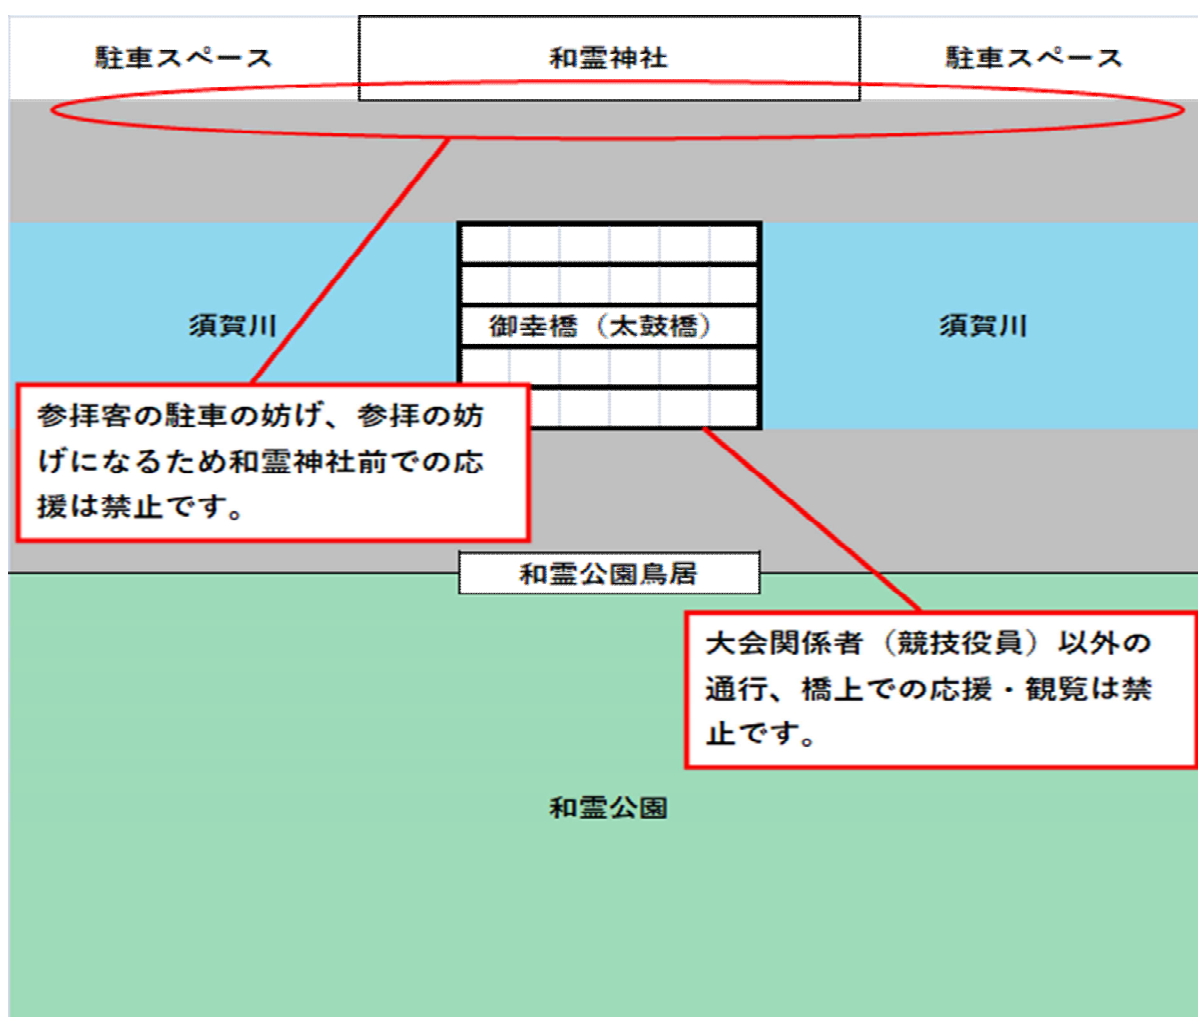 駐車スペース
和霊神社
駐車スペース
須賀川
御幸橋（太鼓橋）
須賀川
参拝客の駐車の妨げ、参拝の妨
げになるため和霊神社前での応
援は禁止です。
和霊公園鳥居
大会関係者（競技役員）以外の
通行、橋上での応援・観覧は禁
止です。
和霊公園